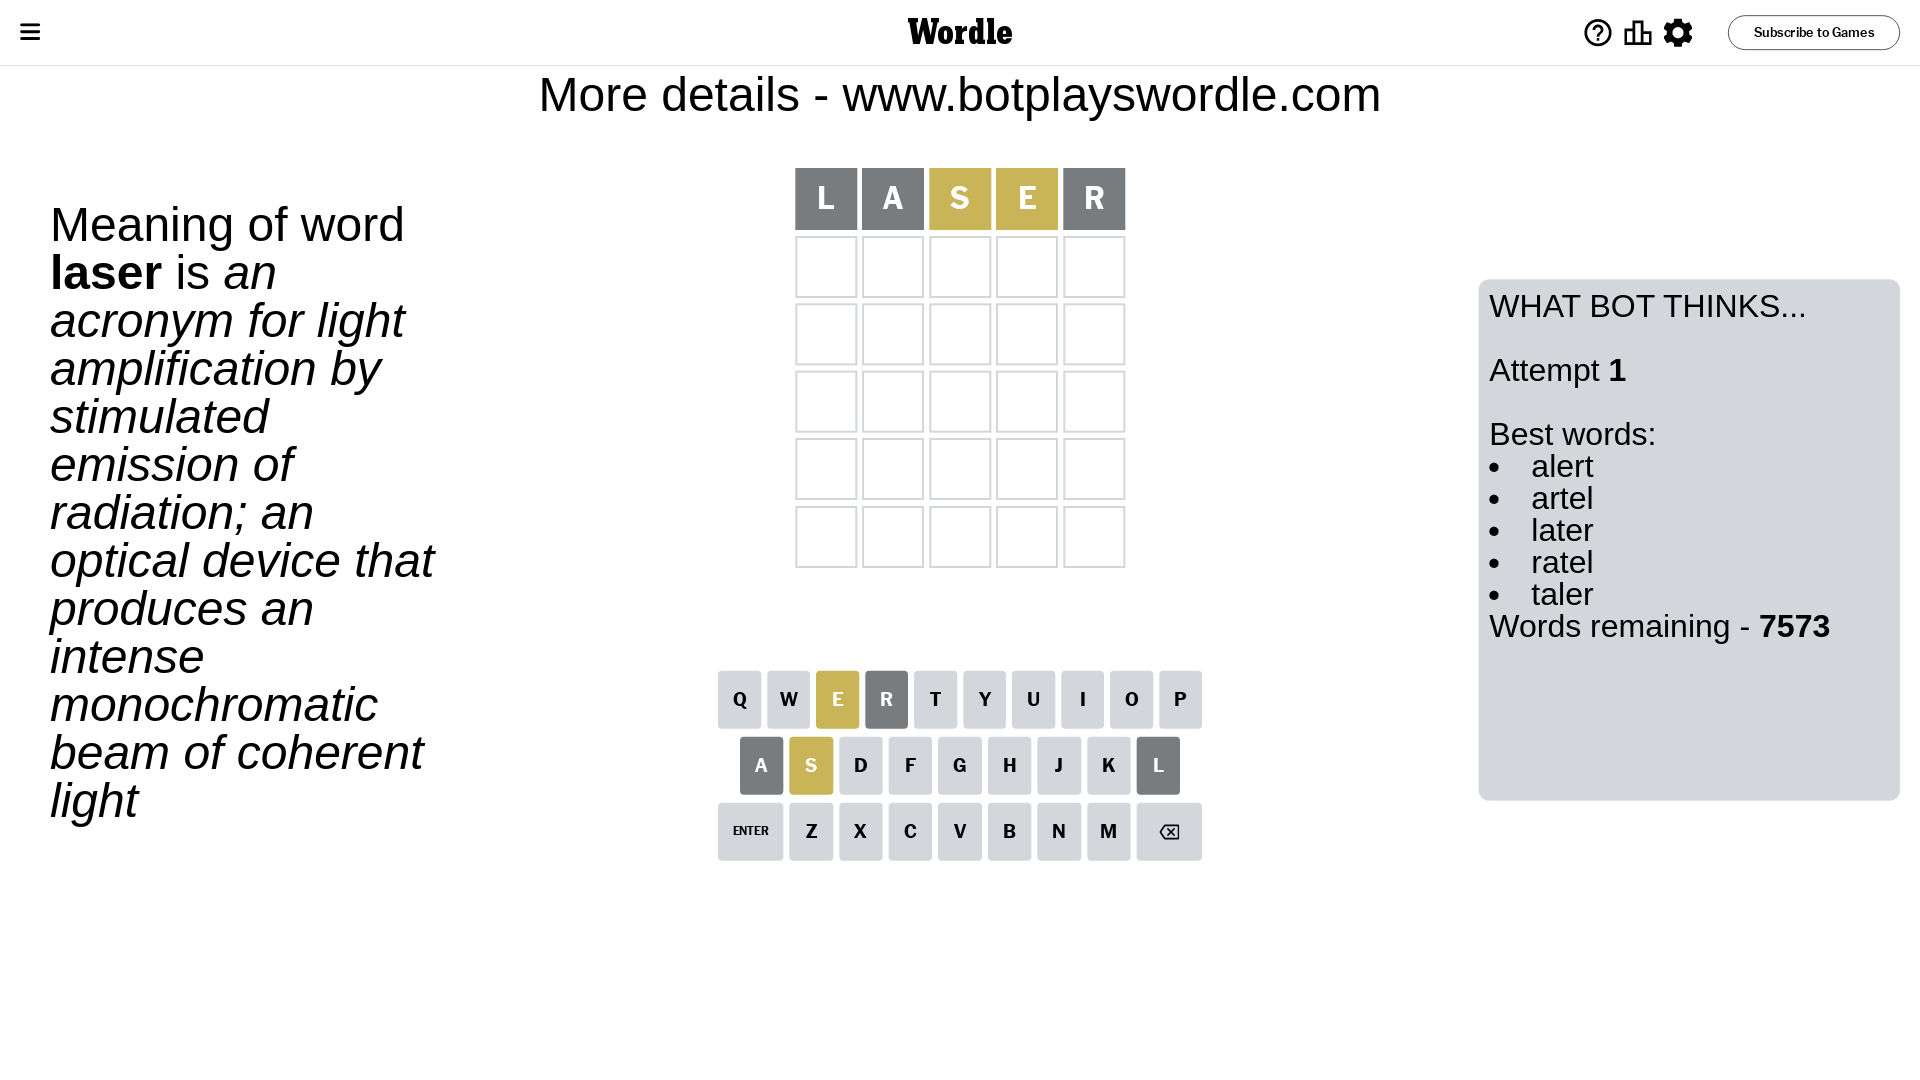 Wordle
Subscribe to Games
More details - www.botplayswordle.com
Meaning of word
laser is an
acronym for light
amplification by
stimulated
emission of
radiation; an
optical device that
produces an
intense
monochromatic
beam of coherent
light
L A S E R
WHAT BOT THINKS...
Attempt 1
Best words:
• alert
• artel
• later
• ratel
• taler
Words remaining - 7573
Q W E R T Y U I O P
A S D F G H J K L
ENTER Z X C V B N M